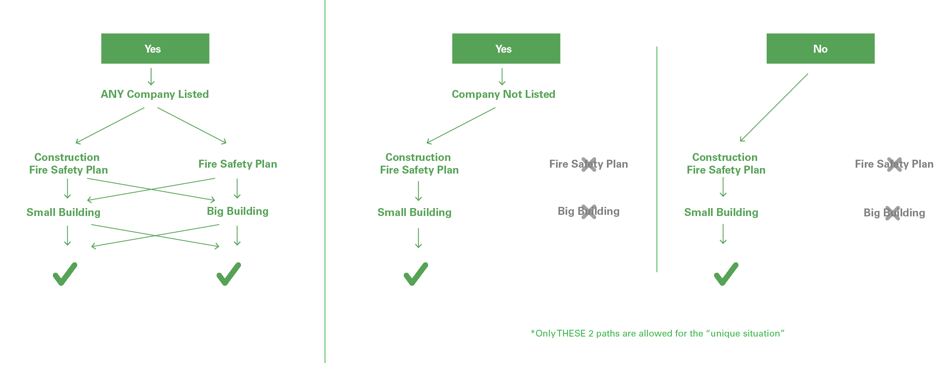 Yes
ANY Company Listed
Construction
Fire Safety Plan
Fire Safety Plan
Small Building
Big Building
Yes
Company Not Listed
Construction
Fire Safety Plan
Fire Safety Plan
Small Building
Big Building
No
Construction
Fire Safety Plan
Fire Safety Plan
Small Building
Big Building
*Only THESE 2 paths are allowed for the “unique situation”